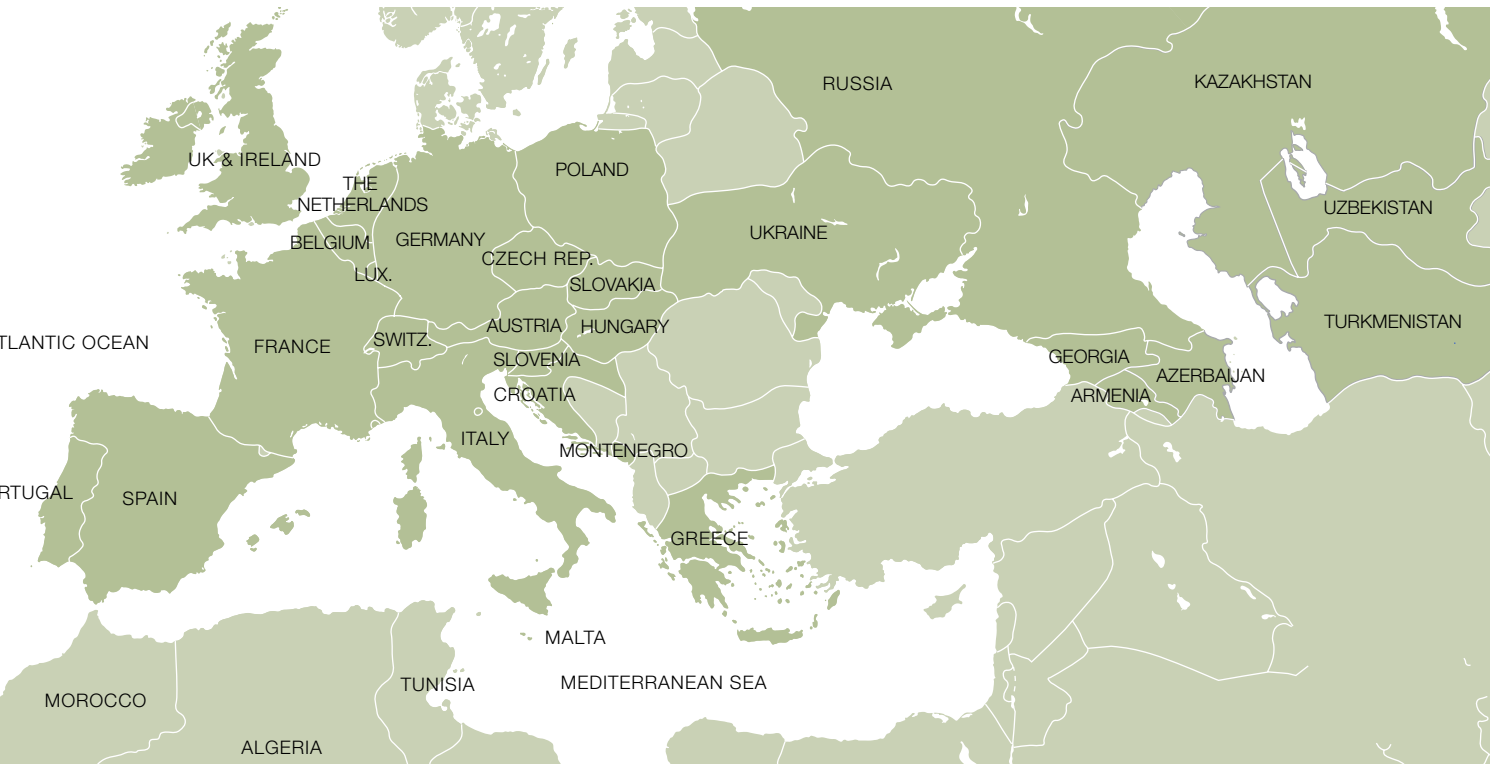 RUSSIA
KAZAKHSTAN
UK & IRELAND
POLAND
THE
NETHERLANDS
UZBEKISTAN
UKRAINE
BELGIUM
GERMANY
CZECH REP.
LUX.
SLOVAKIA
AUSTRIA
HUNGARY
TURKMENISTAN
TLANTIC OCEAN
FRANCE
SWITZ.
SLOVENIA
GEORGIA
AZERBAIJAN
CROATIA
ARMENIA
ITALY
MONTENEGRO
RTUGAL
SPAIN
GREECE
MALTA
TUNISIA
MEDITERRANEAN SEA
MOROCCO
ALGERIA